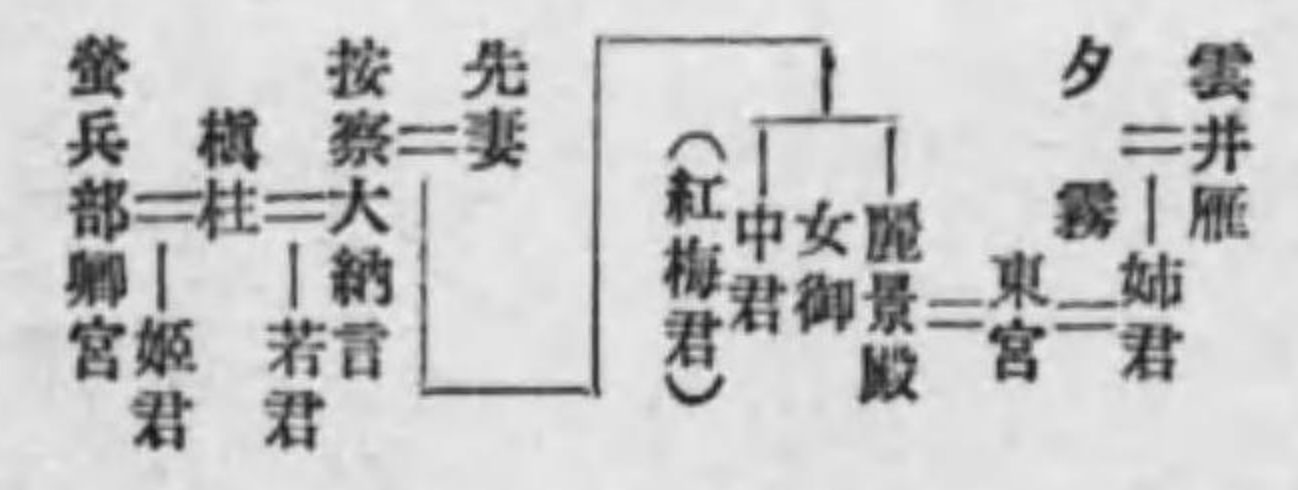 雲井雁
夕霧
姉君
東宮
麗景殿
女御
中君
(紅梅君)
先妻
按察大納言
若君
槇柱
姫君
螢兵部卿宮